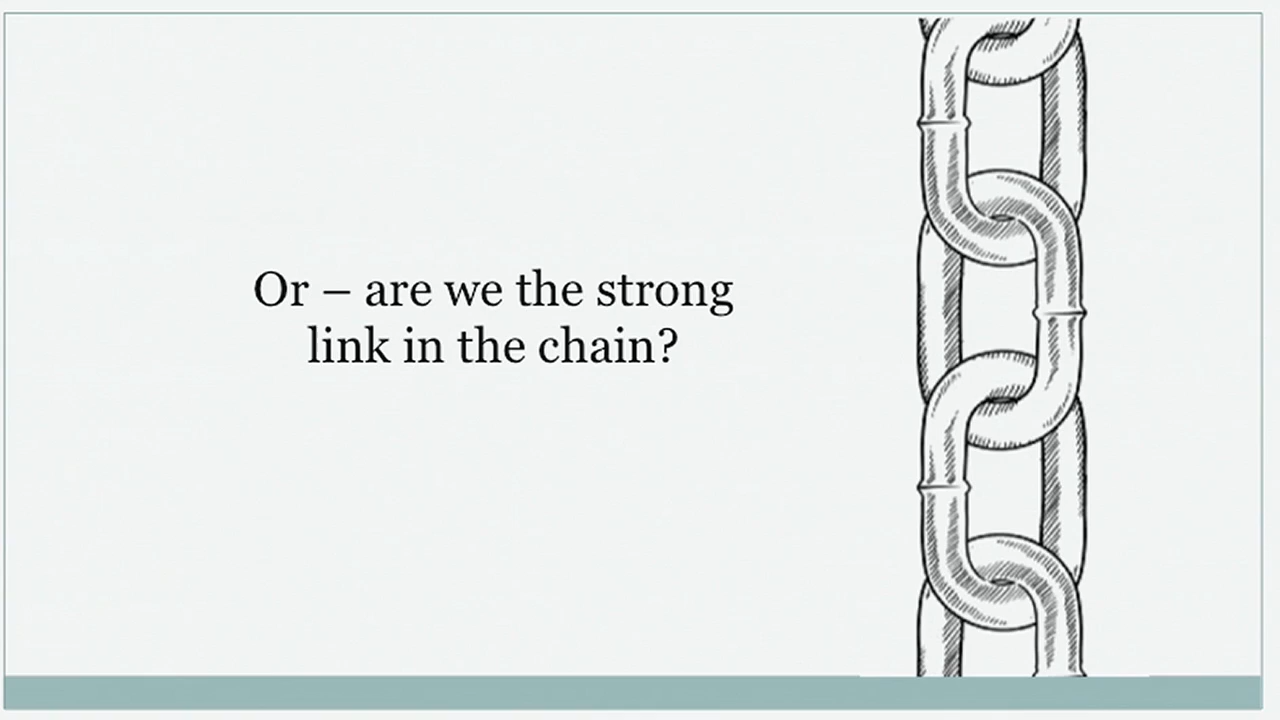 Or – are we the strong
link in the chain?